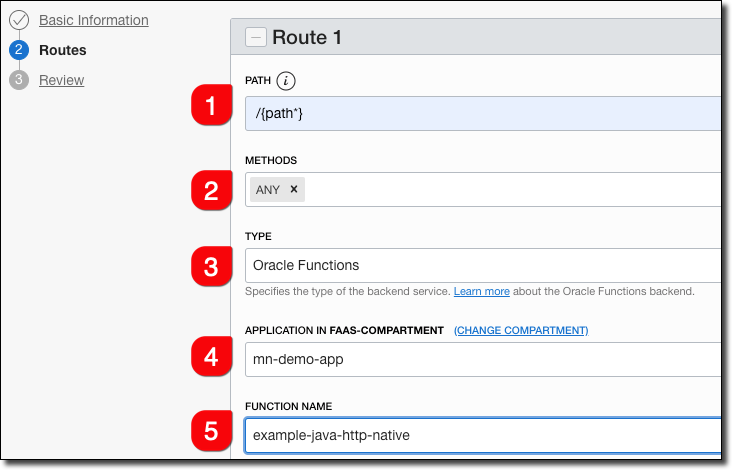 Basic Information
2 Routes
3 Review
Route 1
PATH i
1 /{path*}
METHODS
2 ANY ×
TYPE
3 Oracle Functions
Specifies the type of the backend service. Learn more about the Oracle Functions backend.
APPLICATION IN FAAS-COMPARTMENT (CHANGE COMPARTMENT)
4 mn-demo-app
FUNCTION NAME
5 example-java-http-native